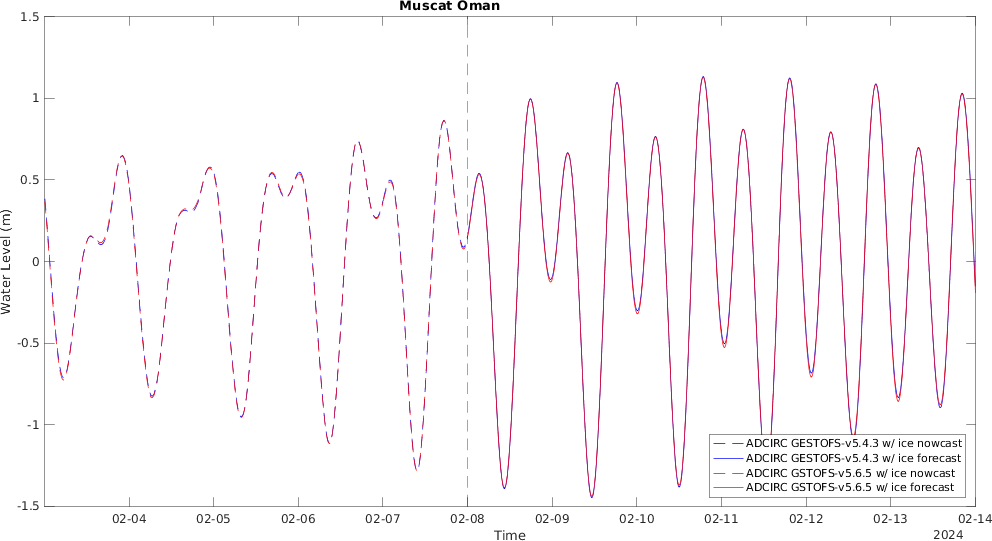 Muscat Oman
1.5
1
0.5
0
-0.5
-1
-1.5
Water Level (m)
02-04 02-05 02-06 02-07 02-08 02-09 02-10 02-11 02-12 02-13 02-14
Time
2024
ADCIRC GESTOFS-v5.4.3 w/ ice nowcast
ADCIRC GESTOFS-v5.4.3 w/ ice forecast
ADCIRC GSTOFS-v5.6.5 w/ ice nowcast
ADCIRC GSTOFS-v5.6.5 w/ ice forecast